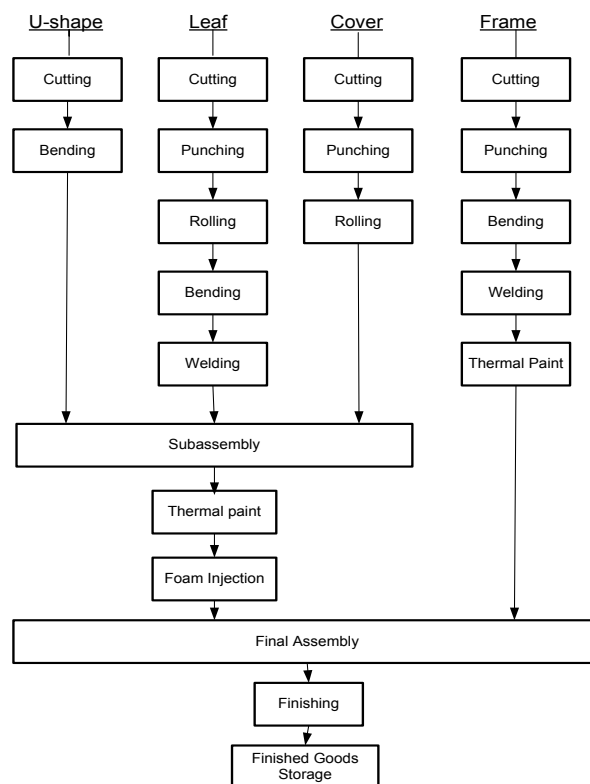 U-shape Leaf Cover Frame
Cutting Cutting Cutting Cutting
Bending Punching Punching Punching
Rolling Rolling Bending
Bending Welding
Welding Thermal Paint
Subassembly
Thermal paint
Foam Injection
Final Assembly
Finishing
Finished Goods
Storage